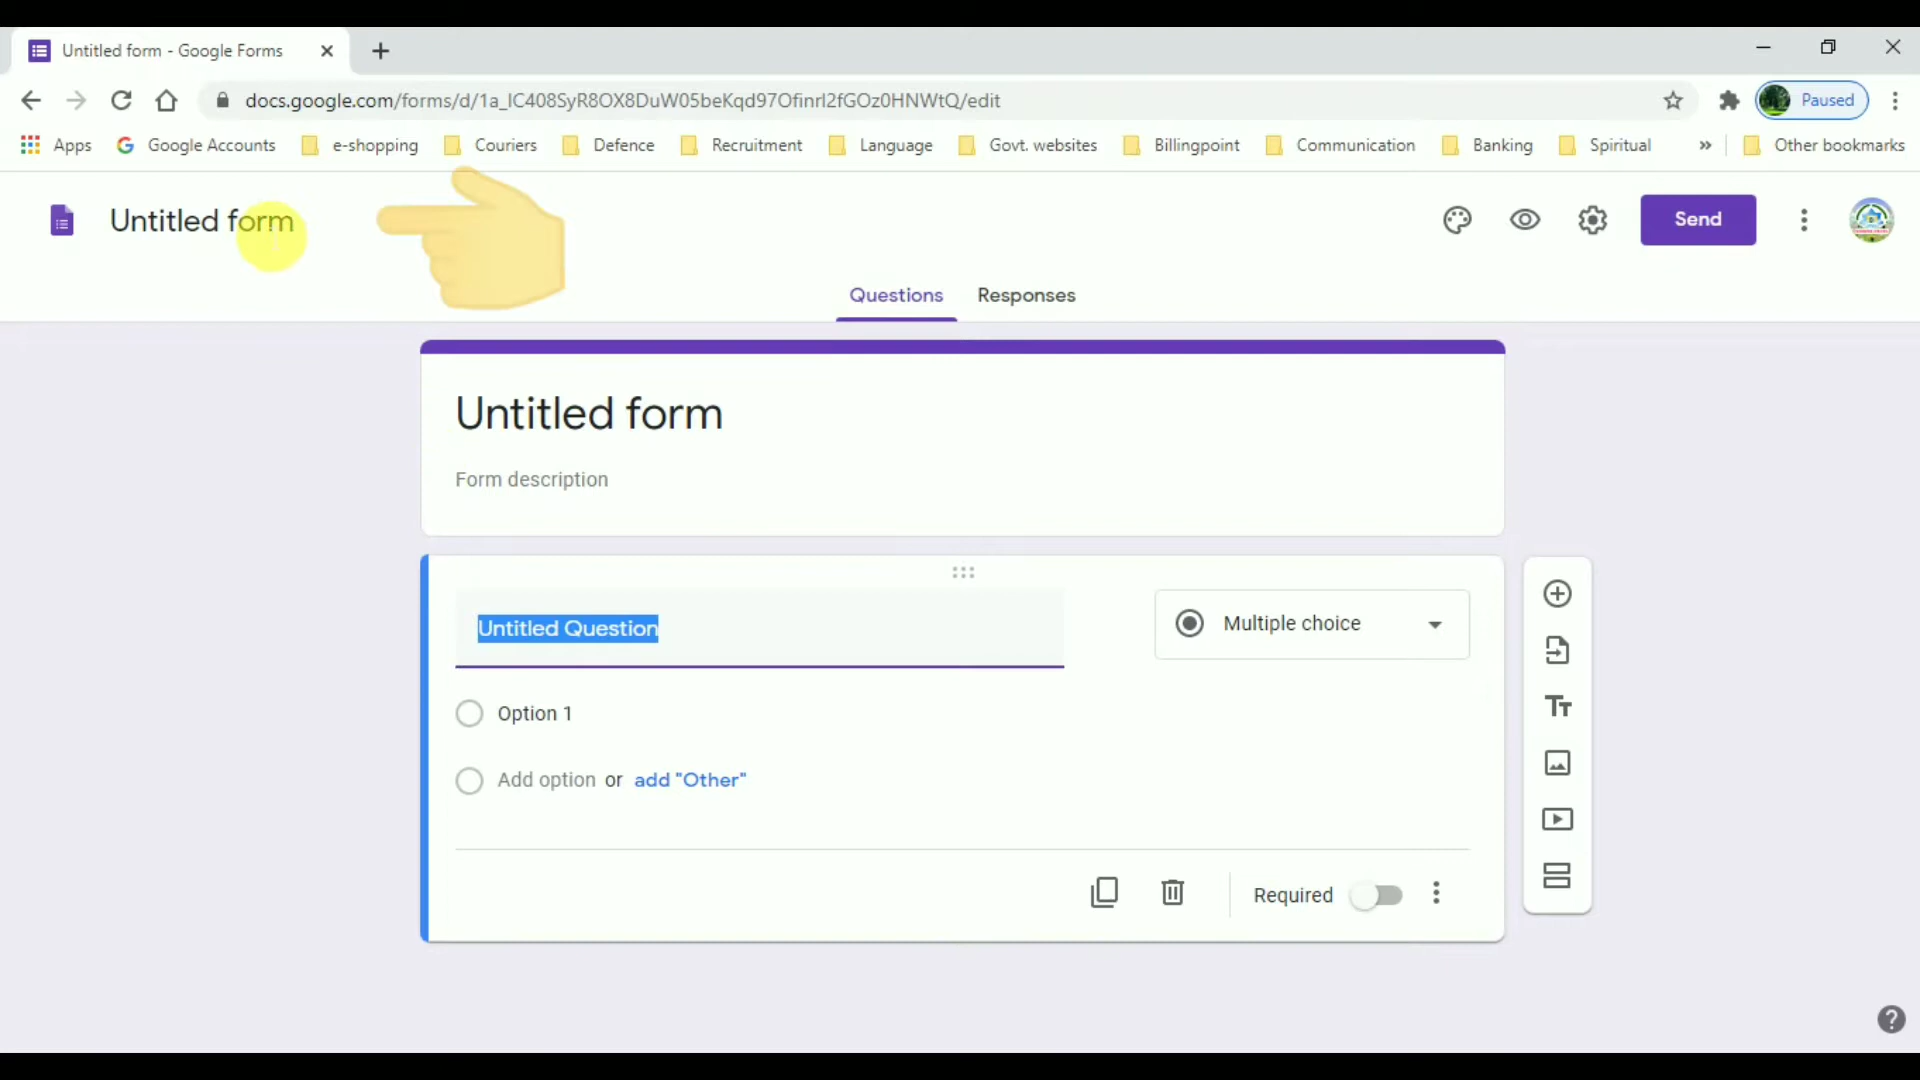 Untitled form - Google Forms
docs.google.com/forms/d/1a_IC408SyR8OX8DuW05beKqd97OfinrI2fGOz0HNWtQ/edit
Paused
Apps Google Accounts e-shopping Couriers Defence Recruitment Language Govt. websites Billingpoint Communication Banking Spiritual » Other bookmarks
Untitled form
Send
Questions Responses
Untitled form
Form description
Untitled Question
Multiple choice
Option 1
Add option or add "Other"
Required